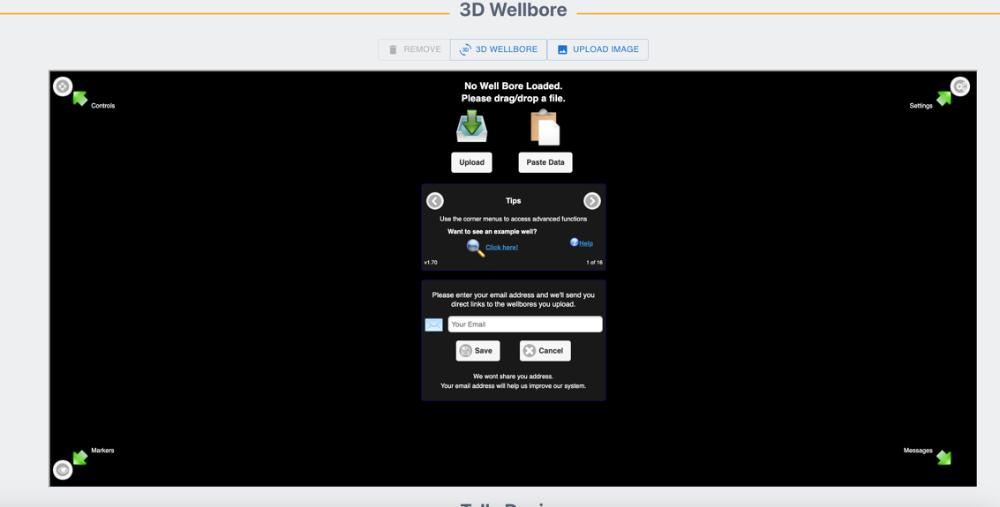 3D Wellbore
REMOVE
3D WELLBORE
UPLOAD IMAGE
No Well Bore Loaded.
Please drag/drop a file.
Controls
Settings
Upload
Paste Data
Tips
Use the corner menus to access advanced functions
Want to see an example well?
Click here!
Help
v1.70
1 of 16
Please enter your email address and we'll send you
direct links to the wellbores you upload.
Your Email
Save
Cancel
We wont share you address.
Your email address will help us improve our system.
Markers
Messages